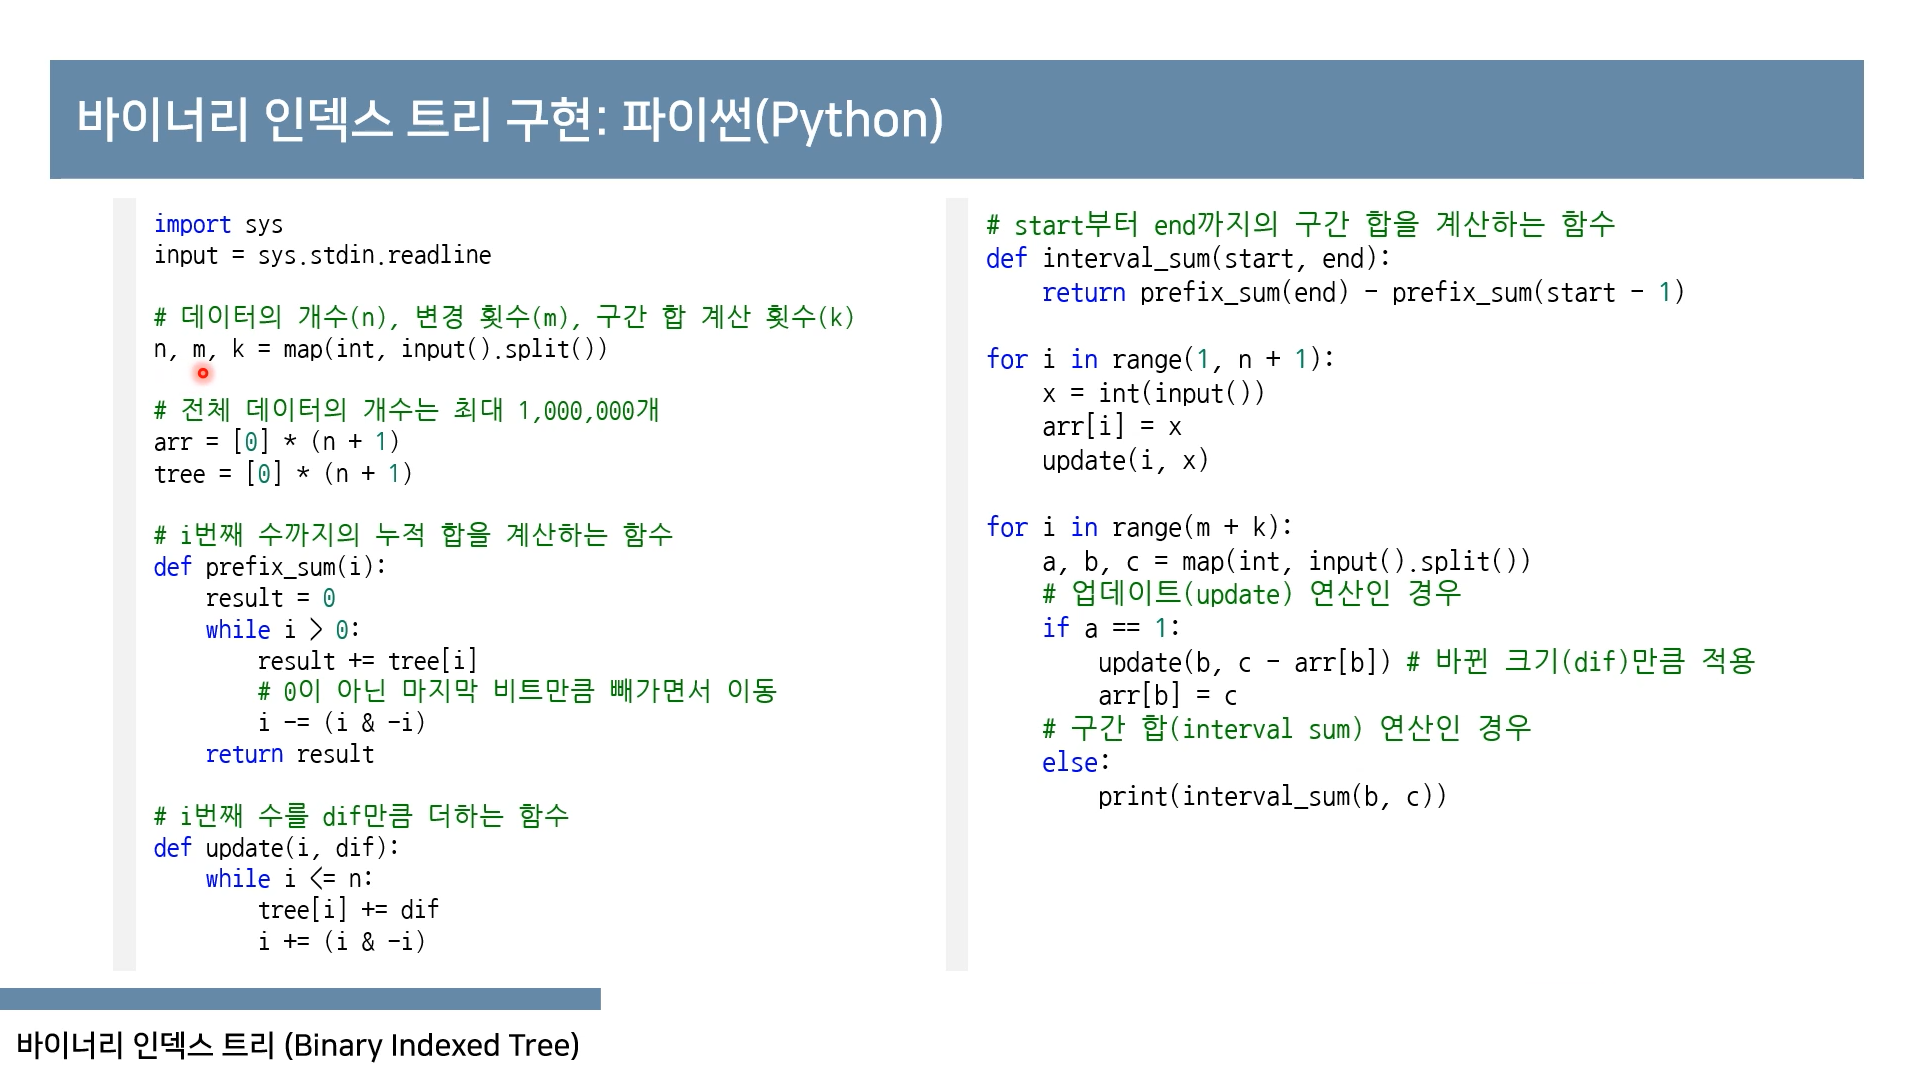 바이너리 인덱스 트리 구현: 파이썬(Python)
import sys
input = sys.stdin.readline
# 데이터의 개수(n), 변경 횟수(m), 구간 합 계산 횟수(k)
n, m, k = map(int, input().split())
# 전체 데이터의 개수는 최대 1,000,000개
arr = [0] * (n + 1)
tree = [0] * (n + 1)
# i번째 수까지의 누적 합을 계산하는 함수
def prefix_sum(i):
    result = 0
    while i > 0:
        result += tree[i]
        # 0이 아닌 마지막 비트만큼 빼가면서 이동
        i -= (i & -i)
    return result
# i번째 수를 dif만큼 더하는 함수
def update(i, dif):
    while i <= n:
        tree[i] += dif
        i += (i & -i)
# start부터 end까지의 구간 합을 계산하는 함수
def interval_sum(start, end):
    return prefix_sum(end) - prefix_sum(start - 1)
for i in range(1, n + 1):
    x = int(input())
    arr[i] = x
    update(i, x)
for i in range(m + k):
    a, b, c = map(int, input().split())
    # 업데이트(update) 연산인 경우
    if a == 1:
        update(b, c - arr[b]) # 바뀐 크기(dif)만큼 적용
        arr[b] = c
    # 구간 합(interval sum) 연산인 경우
    else:
        print(interval_sum(b, c))
바이너리 인덱스 트리 (Binary Indexed Tree)